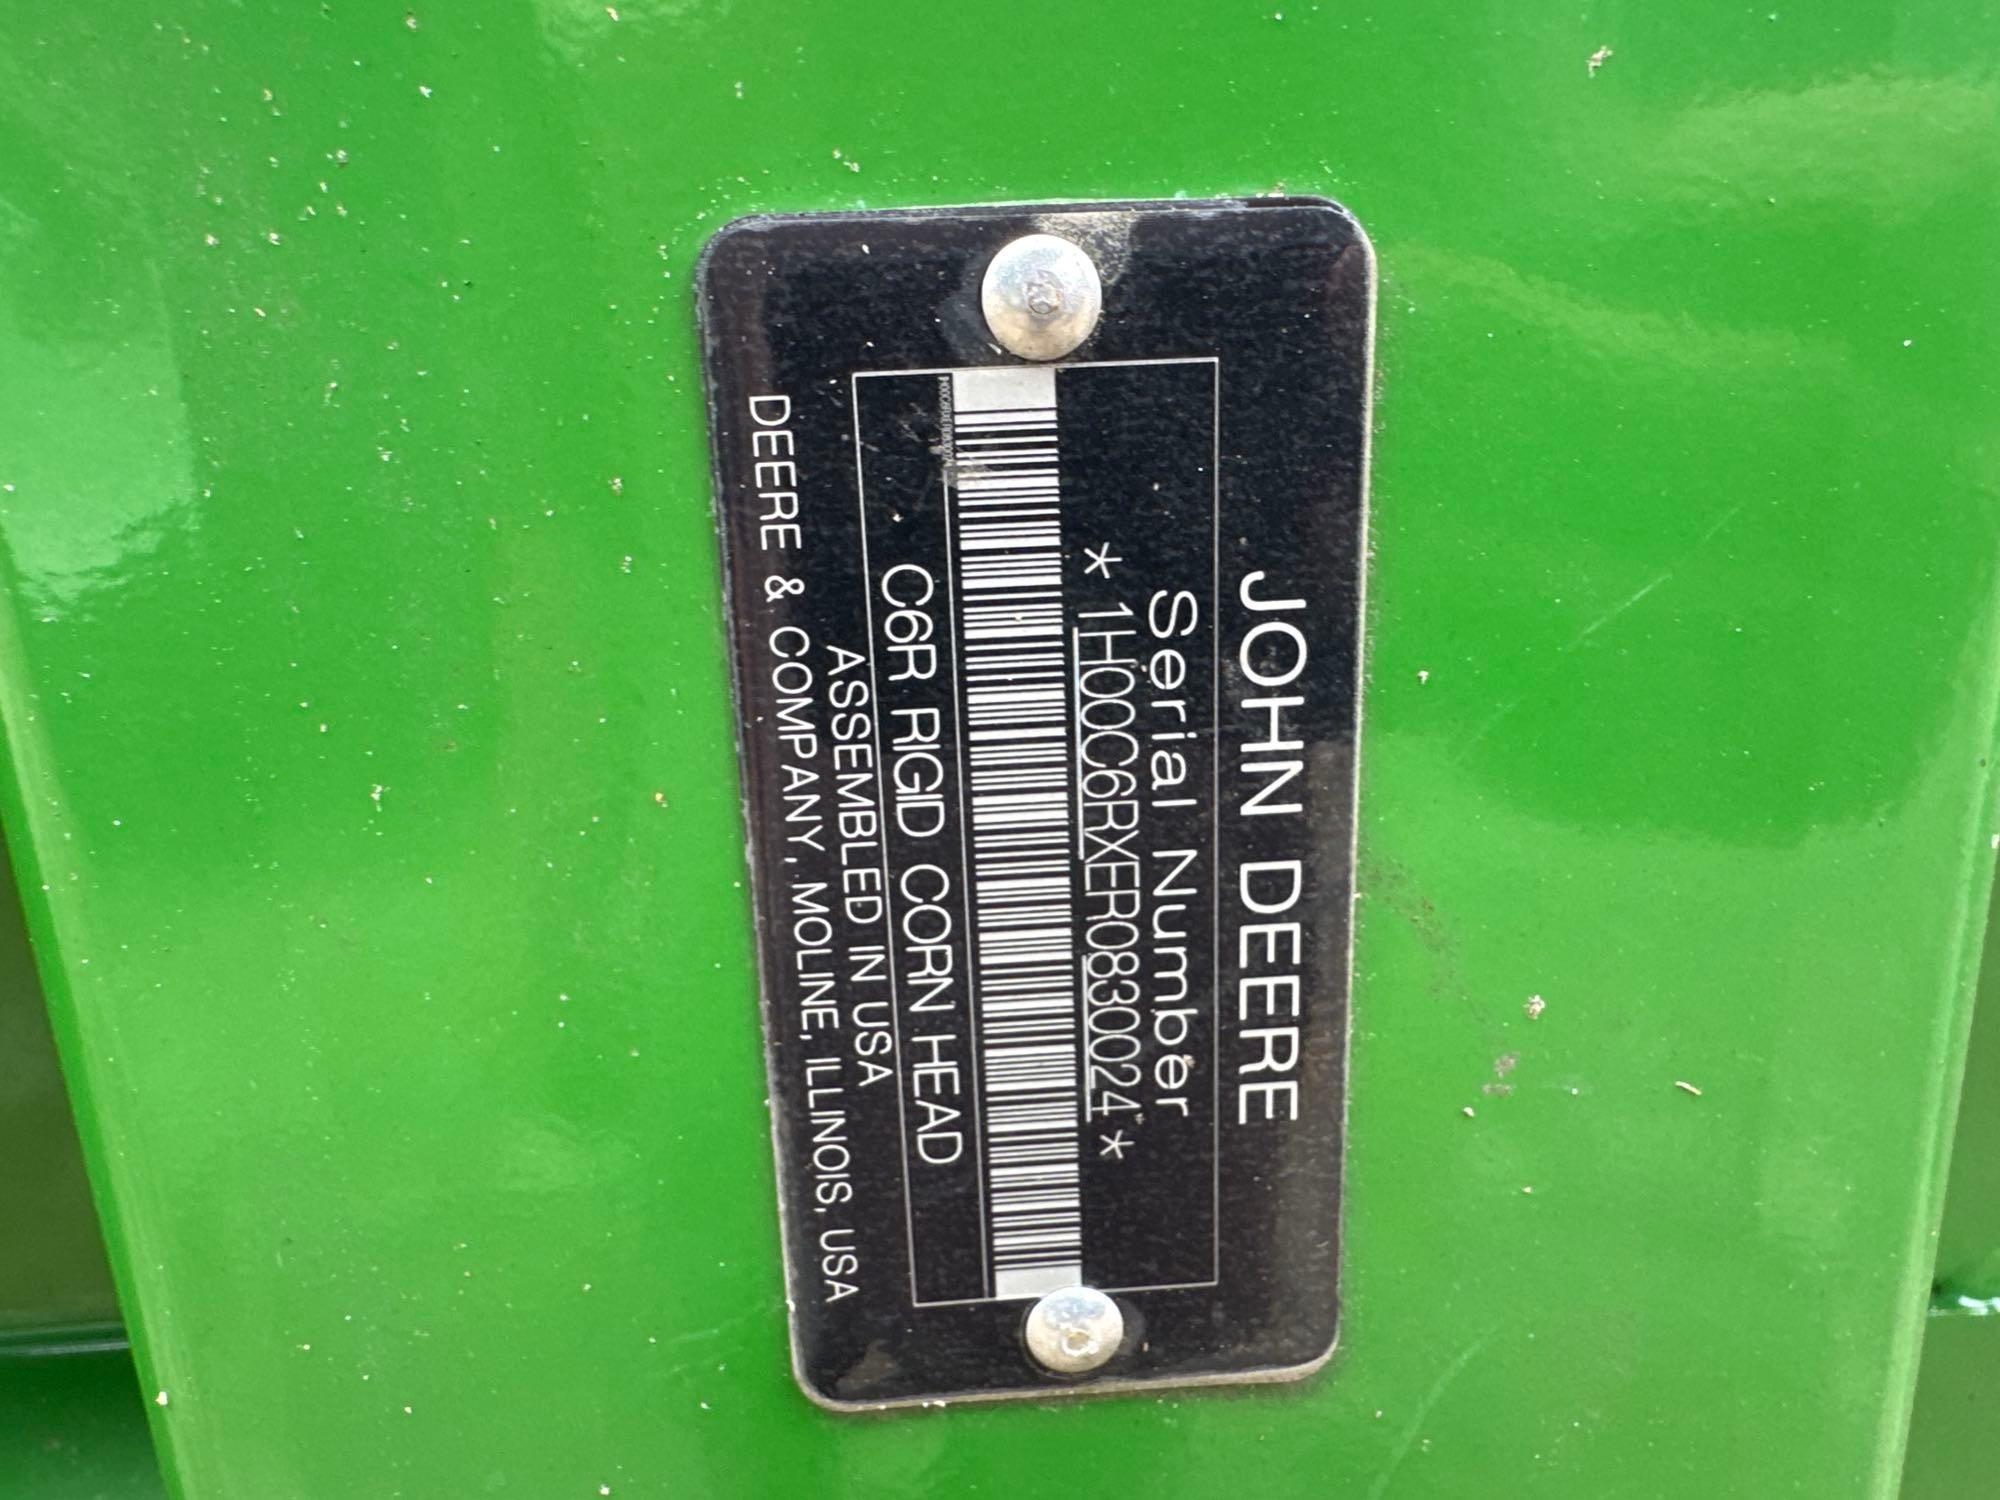 JOHN DEERE
Serial Number
*1H00C6RXER0830024*
C6R RIGID CORN HEAD
ASSEMBLED IN USA
DEERE & COMPANY, MOLINE, ILLINOIS, USA